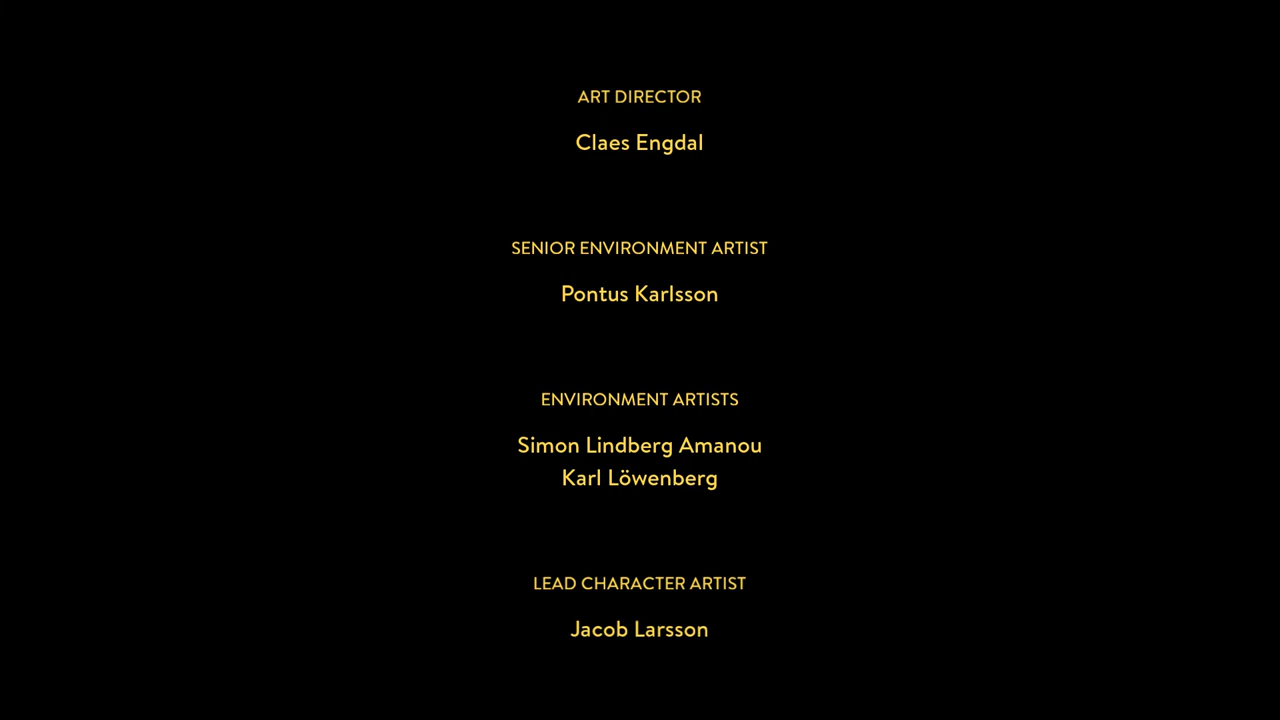 ART DIRECTOR
Claes Engdal
SENIOR ENVIRONMENT ARTIST
Pontus Karlsson
ENVIRONMENT ARTISTS
Simon Lindberg Amanou
Karl Löwenberg
LEAD CHARACTER ARTIST
Jacob Larsson